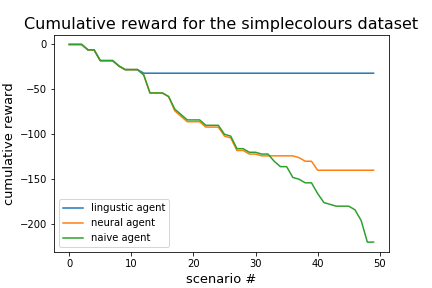 Cumulative reward for the simplecolours dataset
0
−50
−100
−150
−200
cumulative reward
lingustic agent
neural agent
naive agent
0 10 20 30 40 50
scenario #